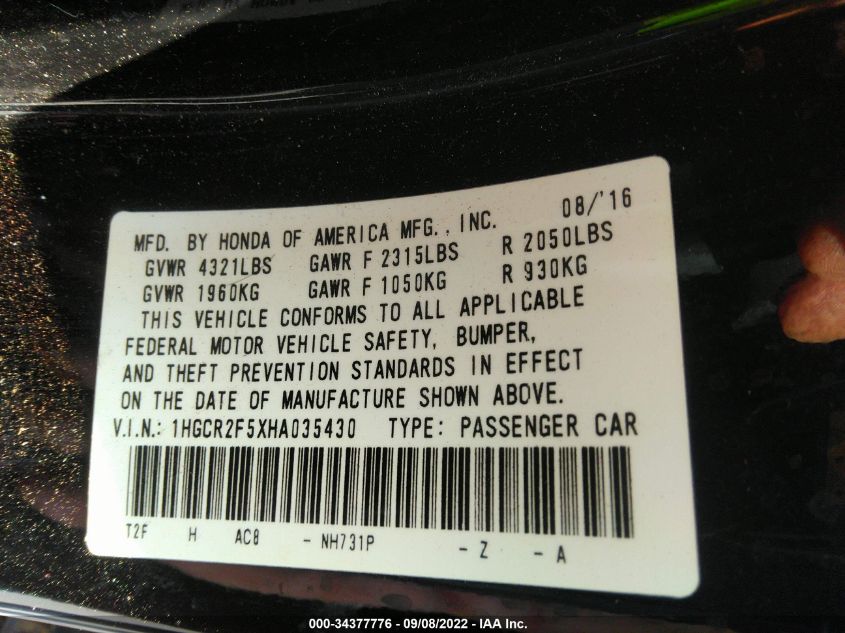 08/'16
MFD. BY HONDA OF AMERICA MFG., INC.
GVWR 4321LBS GAWR F 2315LBS R 2050LBS
GVWR 1960KG GAWR F 1050KG R 930KG
THIS VEHICLE CONFORMS TO ALL APPLICABLE
FEDERAL MOTOR VEHICLE SAFETY, BUMPER,
AND THEFT PREVENTION STANDARDS IN EFFECT
ON THE DATE OF MANUFACTURE SHOWN ABOVE.
V.I.N.: 1HGCR2F5XHA035430 TYPE: PASSENGER CAR
T2F H AC8 - NH731P - Z - A
000-34377776 - 09/08/2022 - IAA Inc.